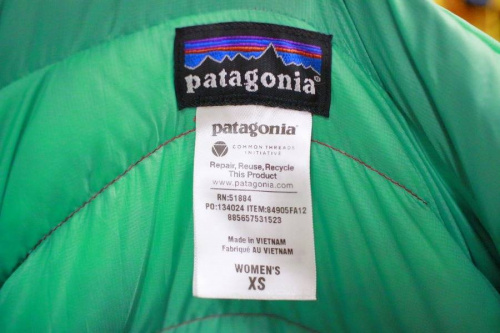 patagonia®
patagonia®
COMMON THREADS
INITIATIVE
Repair, Reuse, Recycle
This Product
www.patagonia.com
RN:51884
PO:134024 ITEM:84905FA12
885657531523
Made in VIETNAM
Fabriqué AU VIETNAM
WOMEN'S
XS